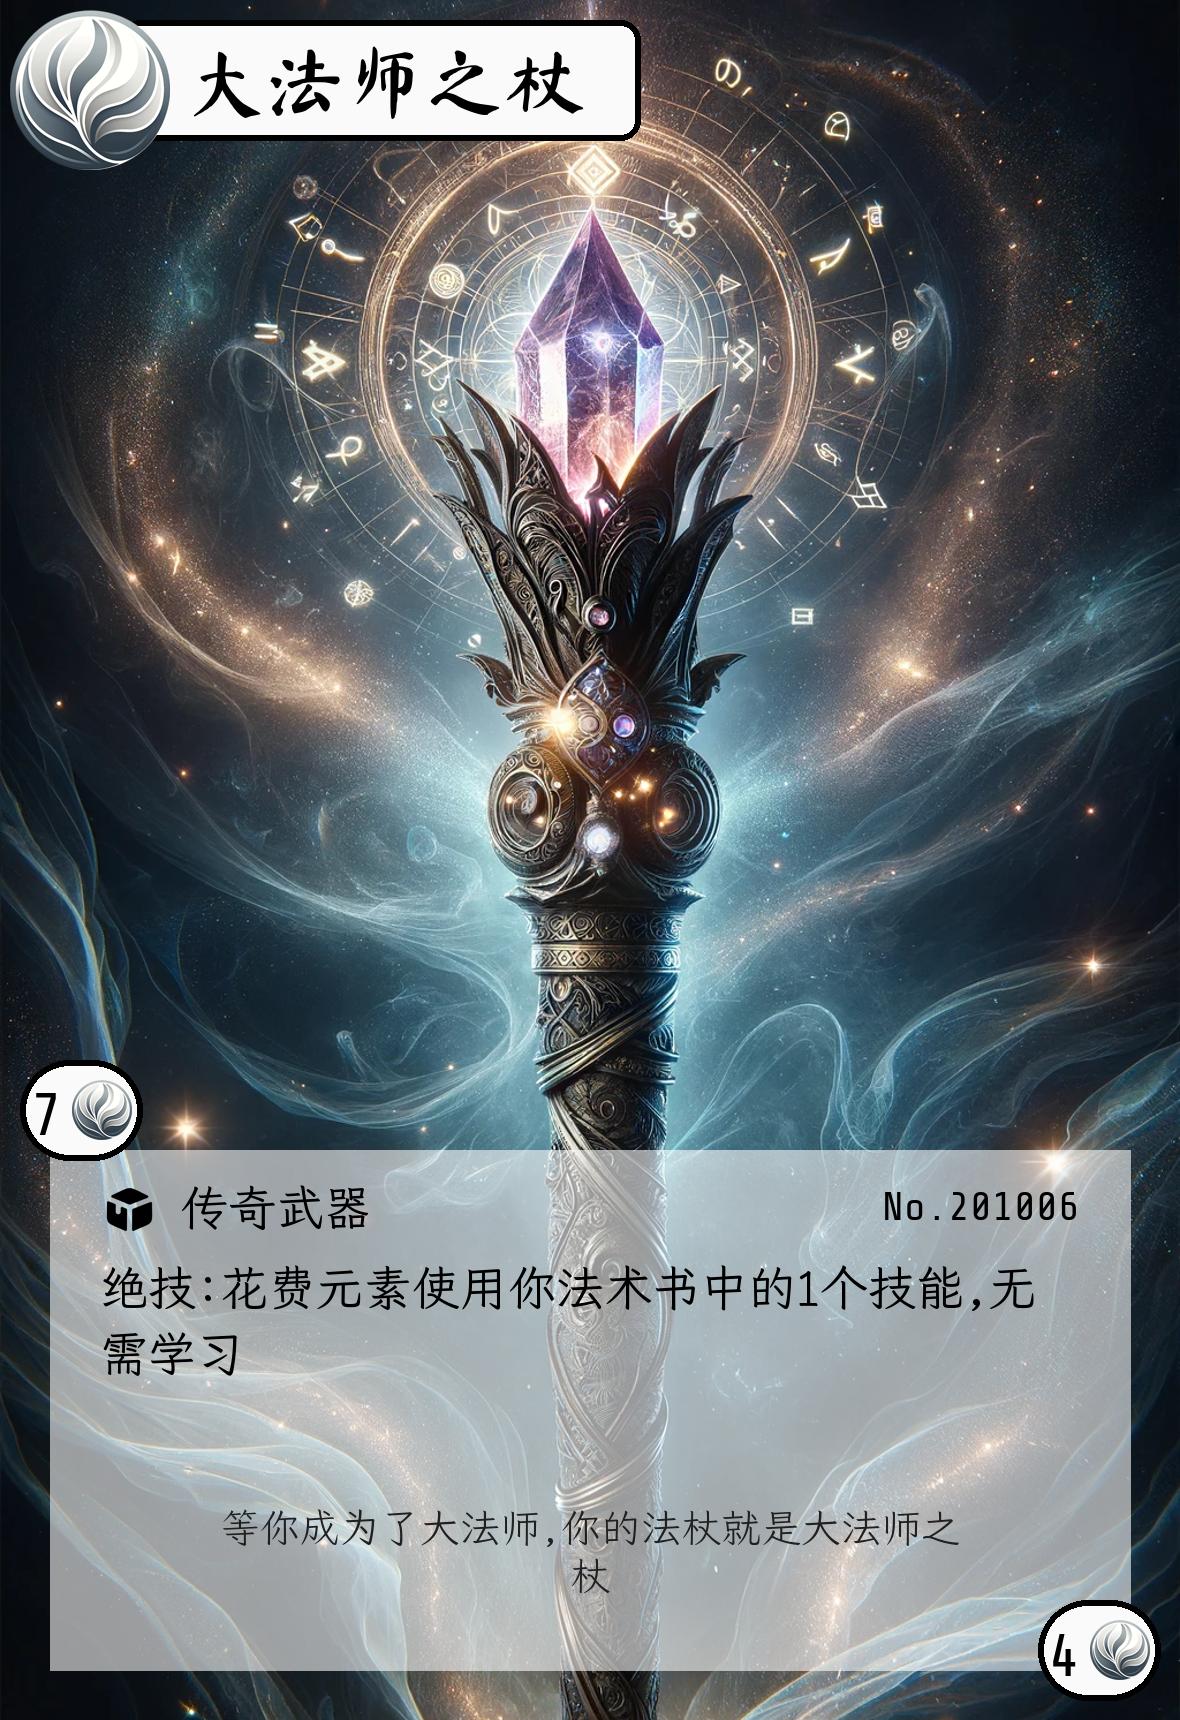 大法师之杖
7
传奇武器 No.201006
绝技:花费元素使用你法术书中的1个技能,无
需学习
等你成为了大法师,你的法杖就是大法师之
杖
4